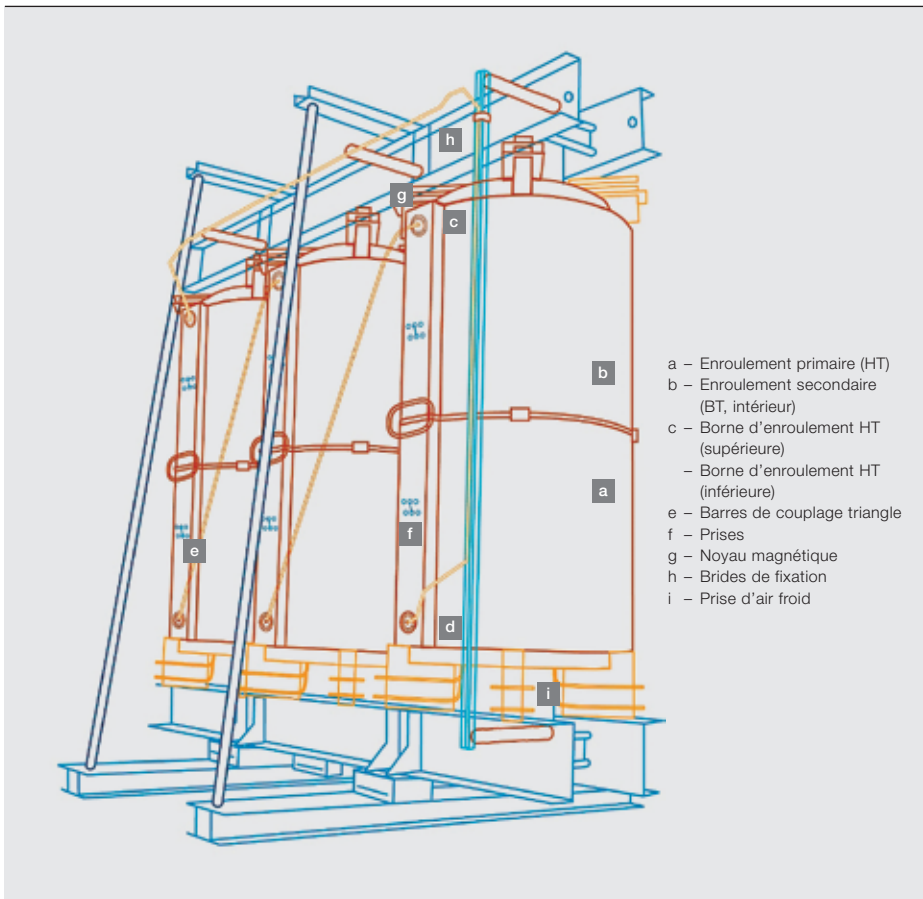 h
g
c
b
a
f
e
d
i
a – Enroulement primaire (HT)
b – Enroulement secondaire
(BT, intérieur)
c – Borne d'enroulement HT
(supérieure)
– Borne d'enroulement HT
(inférieure)
e – Barres de couplage triangle
f – Prises
g – Noyau magnétique
h – Brides de fixation
i – Prise d'air froid